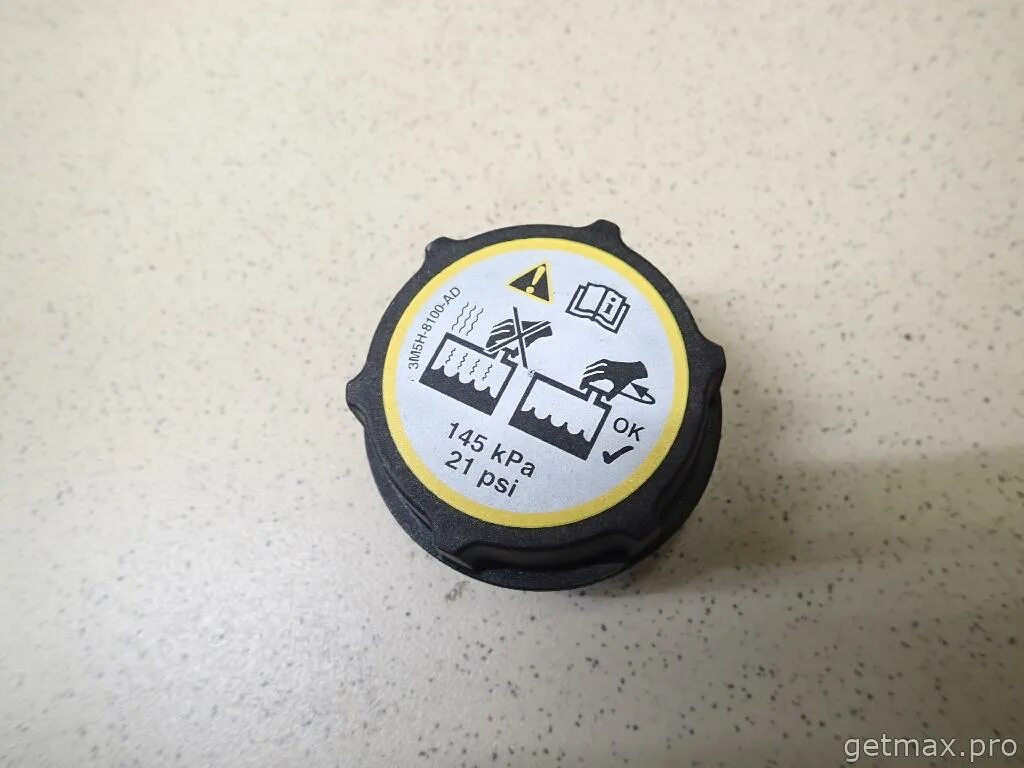 3M5H-8100-AD
OK
145 kPa
21 psi
getmax.pro